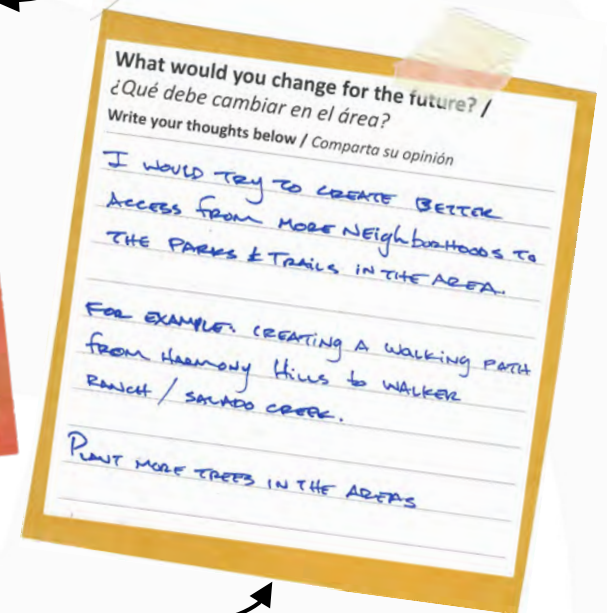 What would you change for the future? /
¿Qué debe cambiar en el área?
Write your thoughts below / Comparta su opinión
I WOULD TRY TO CREATE BETTER
ACCESS FROM MORE NEIGHBORHOODS TO
THE PARKS & TRAILS IN THE AREA.
FOR EXAMPLE: CREATING A WALKING PATH
FROM HARMONY HILLS to WALKER
RANCH / SALADO CREEK.
PLANT MORE TREES IN THE AREAS